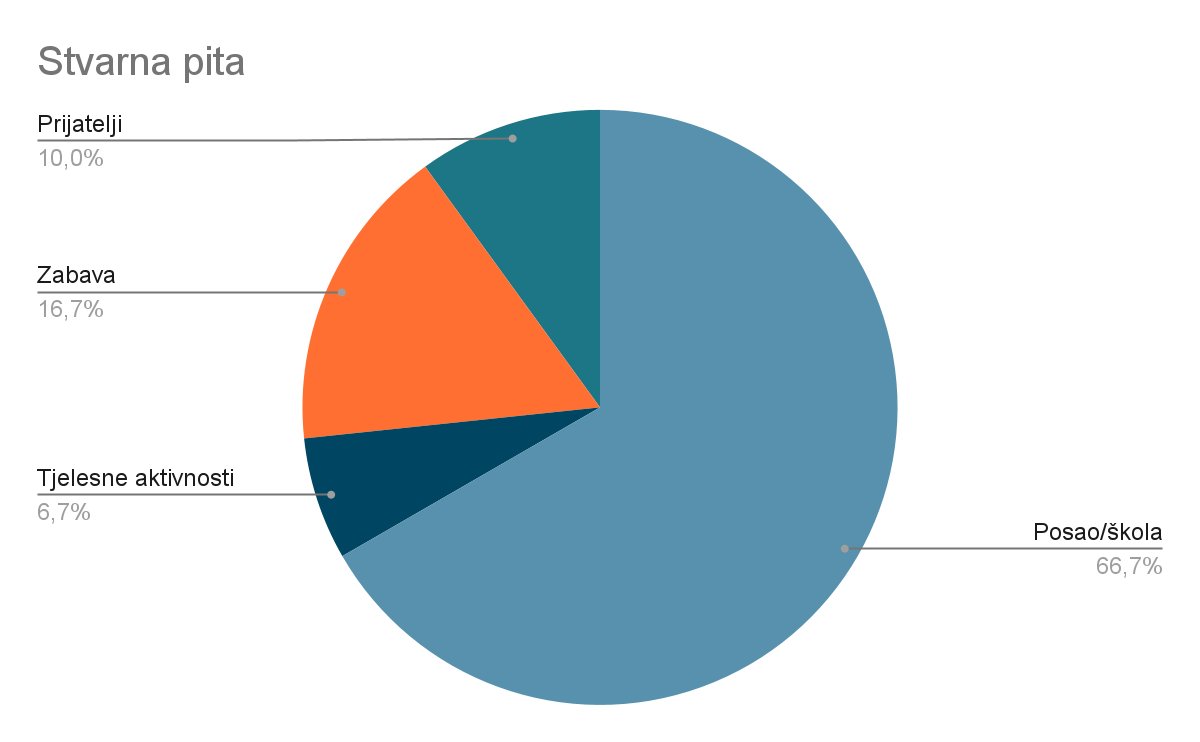 Stvarna pita
Prijatelji
10,0%
Zabava
16,7%
Tjelesne aktivnosti
6,7%
Posao/škola
66,7%